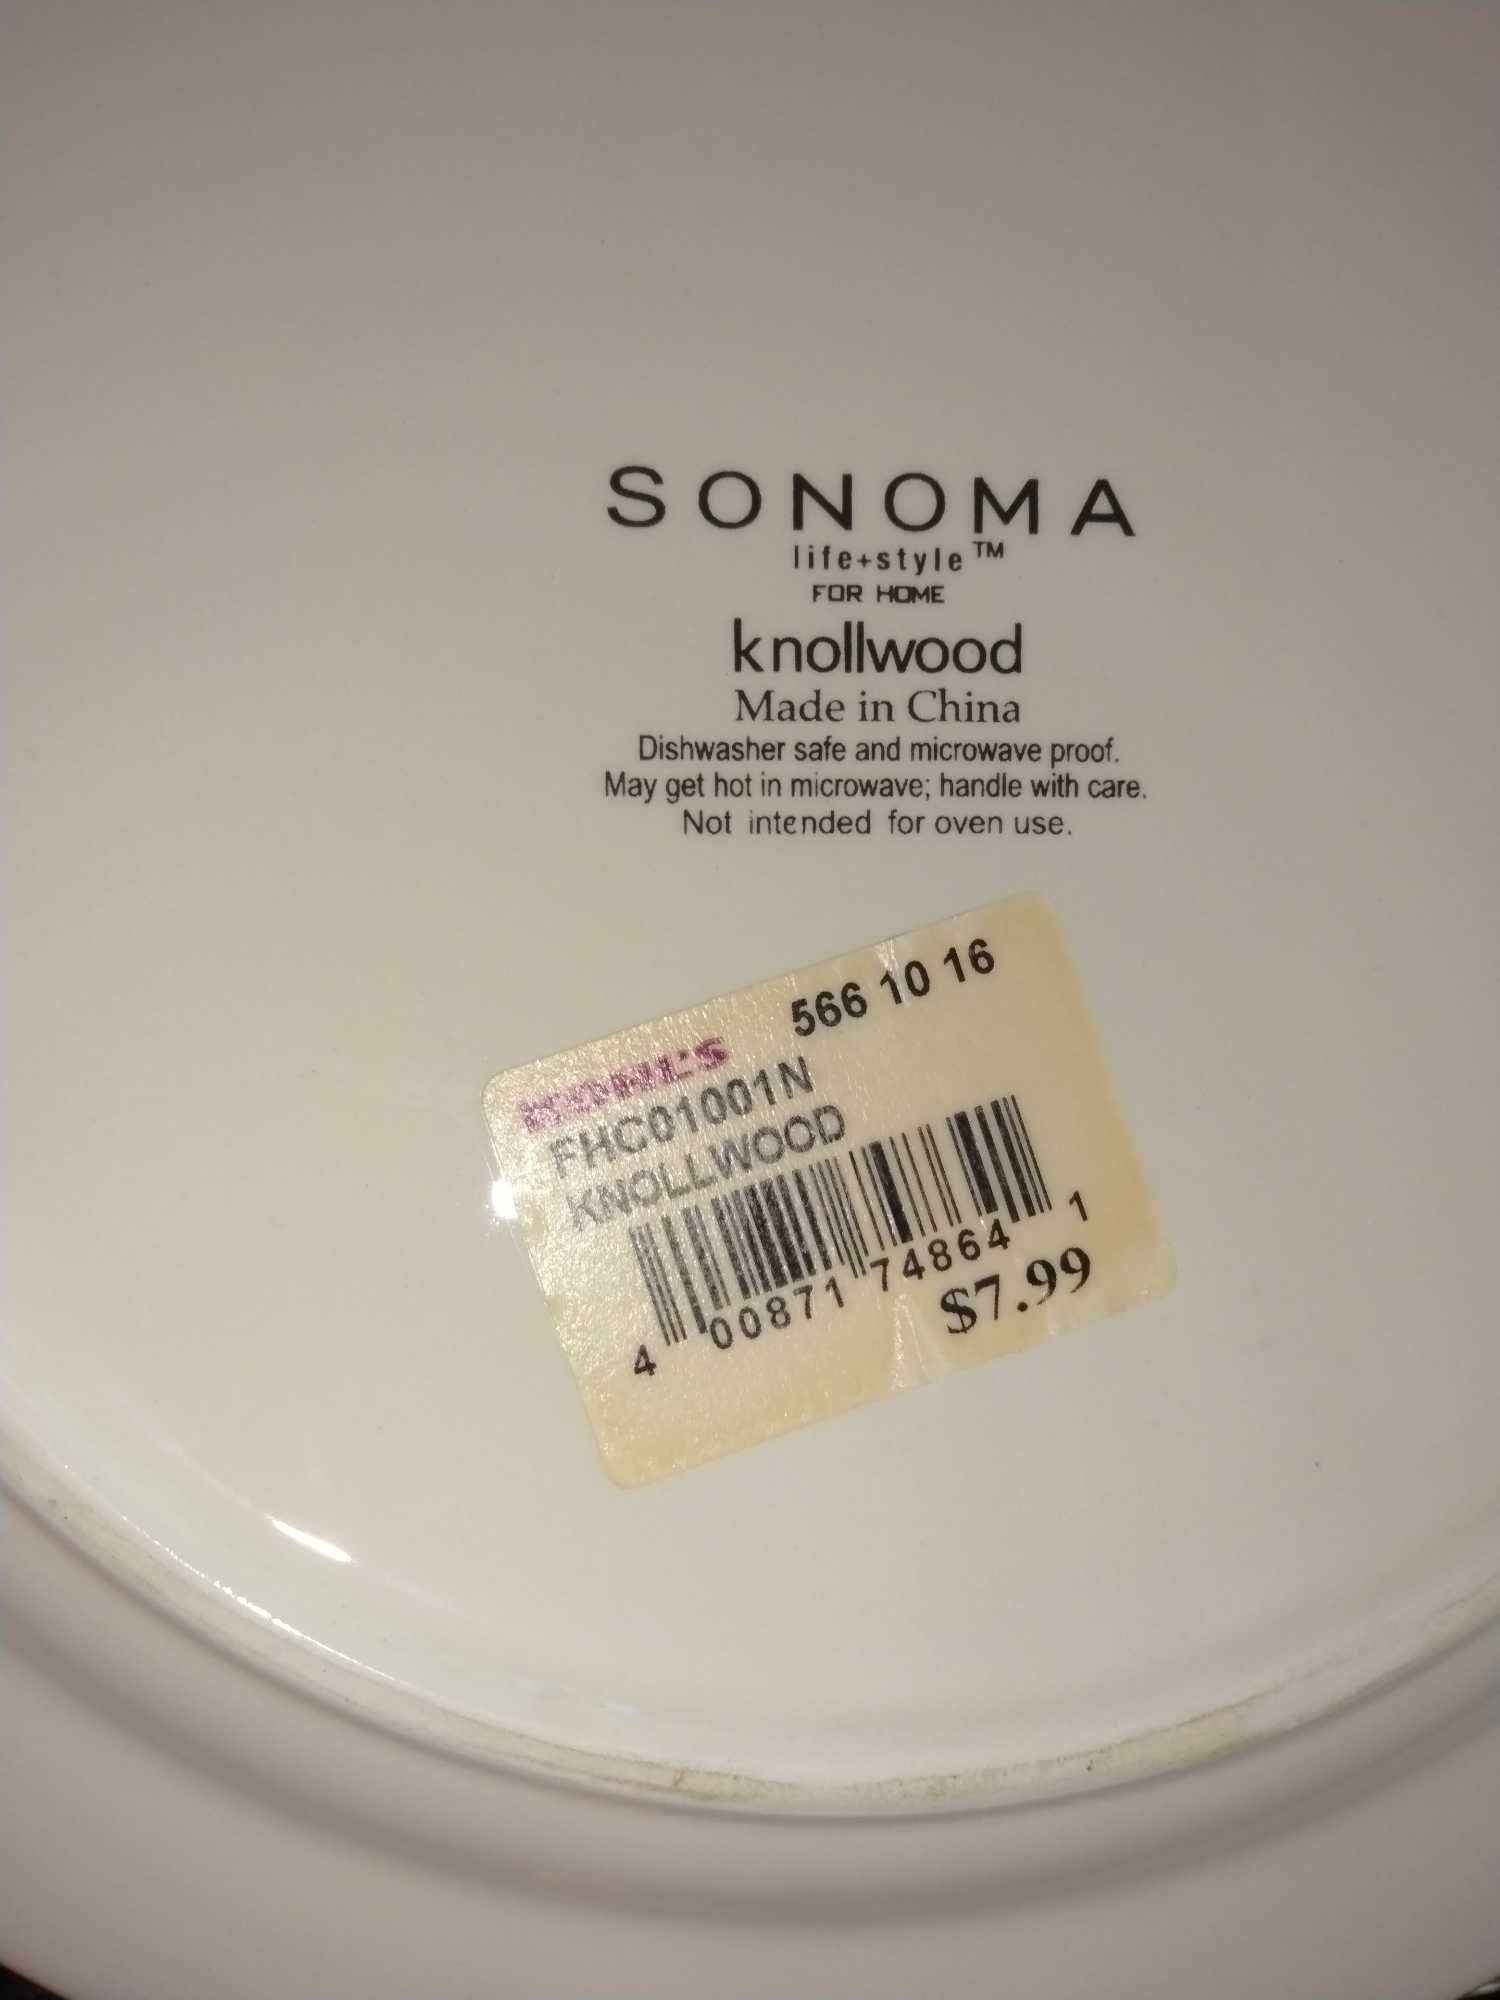 SONOMA
life+style™
FOR HOME
knollwood
Made in China
Dishwasher safe and microwave proof.
May get hot in microwave; handle with care.
Not intended for oven use.
KOHL'S 566 10 16
FHC01001N
KNOLLWOOD
4 00871 74864 1
$7.99